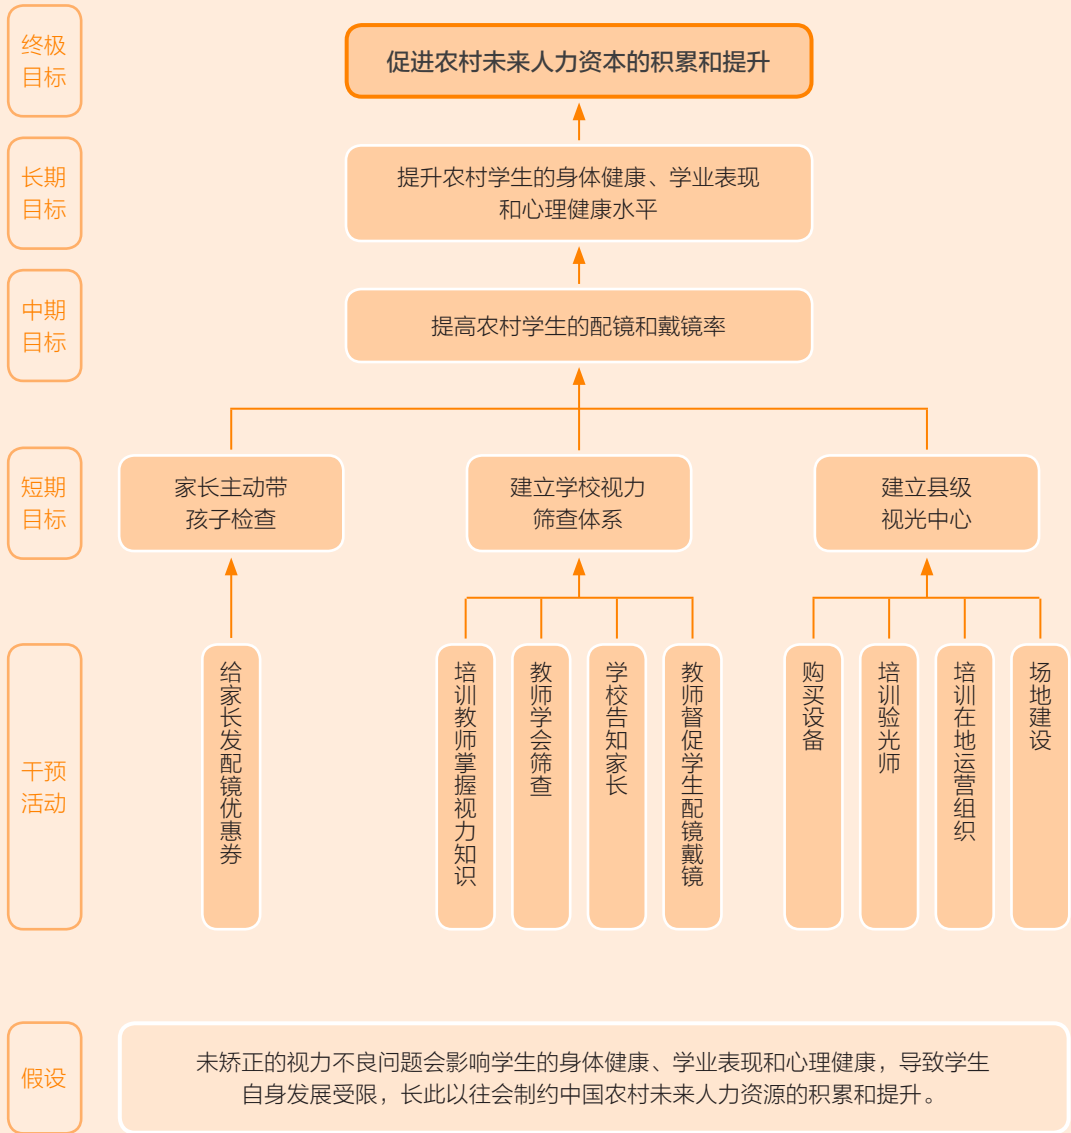 终极
目标
促进农村未来人力资本的积累和提升
长期
目标
提升农村学生的身体健康、学业表现
和心理健康水平
中期
目标
提高农村学生的配镜和戴镜率
短期
目标
家长主动带
孩子检查
建立学校视力
筛查体系
建立县级
视光中心
干预
活动
给家长发配镜优惠券
培训教师掌握视力知识
教师学会筛查
学校告知家长
教师督促学生配镜戴镜
购买设备
培训验光师
培训在地运营组织
场地建设
假设
未矫正的视力不良问题会影响学生的身体健康、学业表现和心理健康，导致学生
自身发展受限，长此以往会制约中国农村未来人力资源的积累和提升。